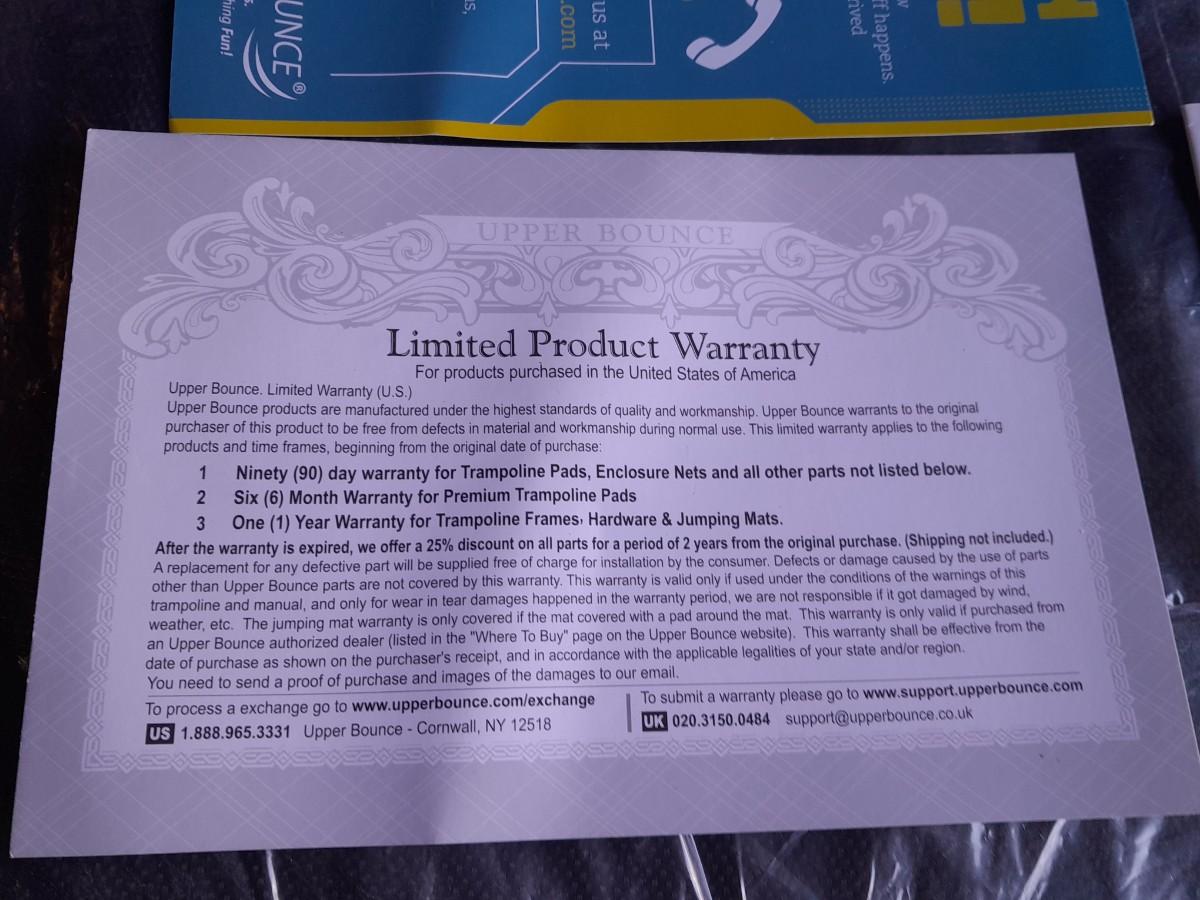 UNCE®
s.
hing Fun!
us,
us at
.com
w
ff happens.
rived
UPPER BOUNCE
Limited Product Warranty
For products purchased in the United States of America
Upper Bounce. Limited Warranty (U.S.)
Upper Bounce products are manufactured under the highest standards of quality and workmanship. Upper Bounce warrants to the original
purchaser of this product to be free from defects in material and workmanship during normal use. This limited warranty applies to the following
products and time frames, beginning from the original date of purchase:
1 Ninety (90) day warranty for Trampoline Pads, Enclosure Nets and all other parts not listed below.
2 Six (6) Month Warranty for Premium Trampoline Pads
3 One (1) Year Warranty for Trampoline Frames, Hardware & Jumping Mats.
After the warranty is expired, we offer a 25% discount on all parts for a period of 2 years from the original purchase. (Shipping not included.)
A replacement for any defective part will be supplied free of charge for installation by the consumer. Defects or damage caused by the use of parts
other than Upper Bounce parts are not covered by this warranty. This warranty is valid only if used under the conditions of the warnings of this
trampoline and manual, and only for wear in tear damages happened in the warranty period, we are not responsible if it got damaged by wind,
weather, etc. The jumping mat warranty is only covered if the mat covered with a pad around the mat. This warranty is only valid if purchased from
an Upper Bounce authorized dealer (listed in the "Where To Buy" page on the Upper Bounce website). This warranty shall be effective from the
date of purchase as shown on the purchaser's receipt, and in accordance with the applicable legalities of your state and/or region.
You need to send a proof of purchase and images of the damages to our email.
To process a exchange go to www.upperbounce.com/exchange
US 1.888.965.3331 Upper Bounce - Cornwall, NY 12518
To submit a warranty please go to www.support.upperbounce.com
UK 020.3150.0484 support@upperbounce.co.uk